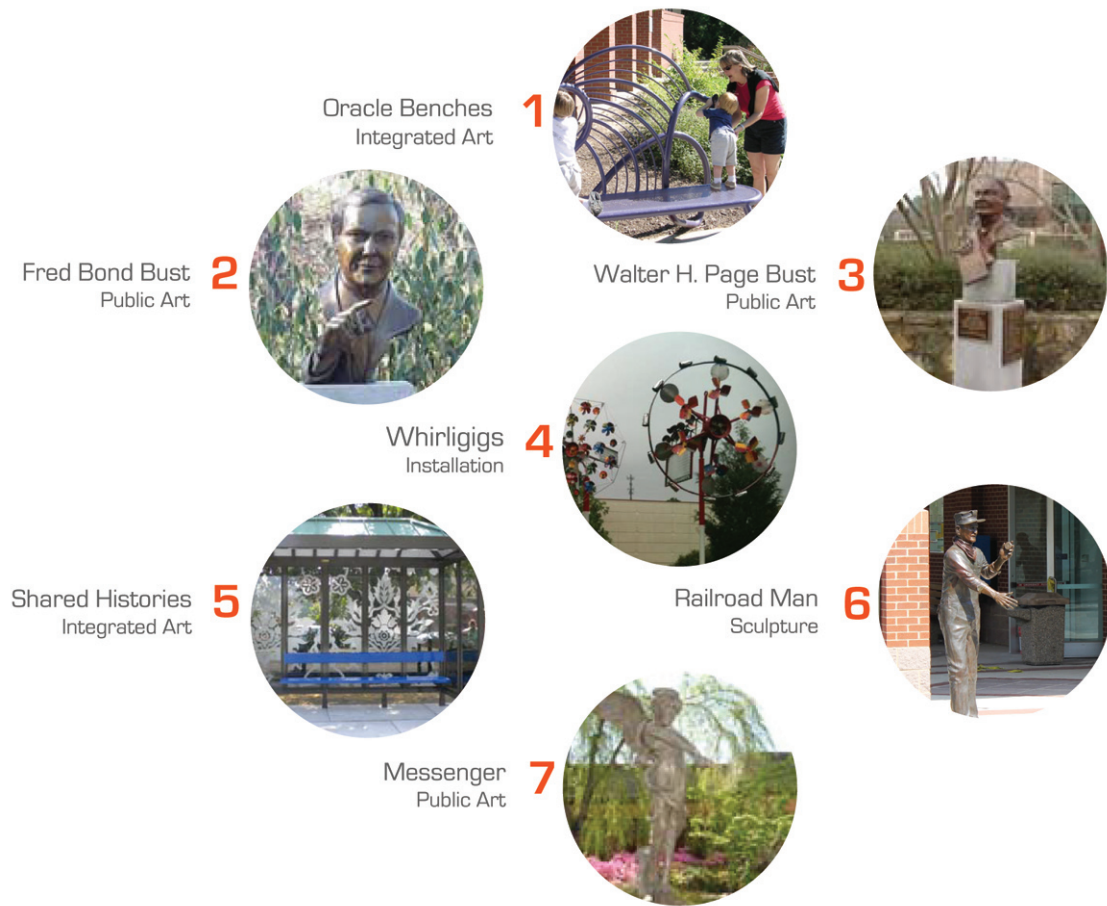 Oracle Benches
Integrated Art
1
Fred Bond Bust
Public Art
2
Walter H. Page Bust
Public Art
3
Whirligigs
Installation
4
Shared Histories
Integrated Art
5
Railroad Man
Sculpture
6
Messenger
Public Art
7